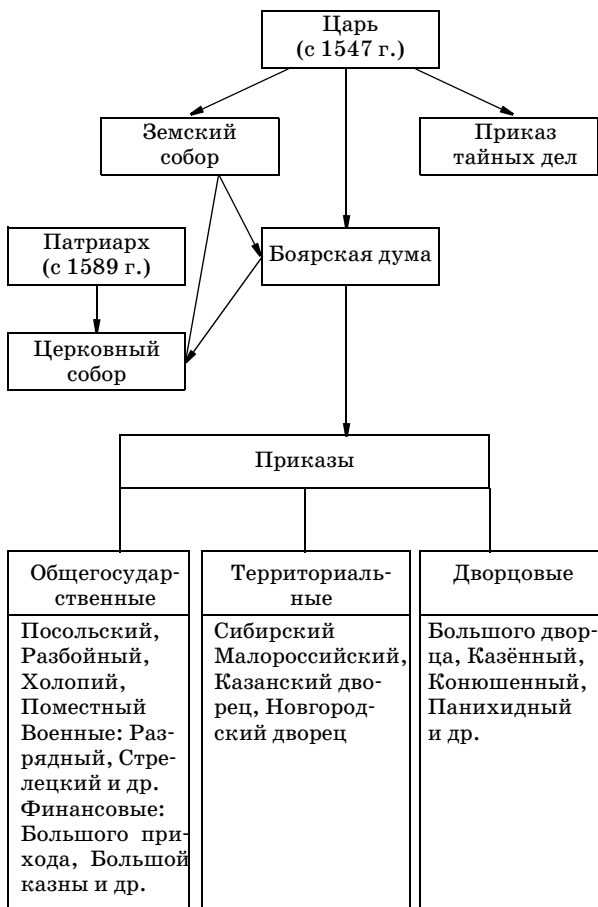 Царь
(с 1547 г.)
Земский
собор
Приказ
тайных дел
Патриарх
(с 1589 г.)
Боярская дума
Церковный
собор
Приказы
Общегосудар-
ственные
Посольский,
Разбойный,
Холопий,
Поместный
Военные: Раз-
рядный, Стре-
лецкий и др.
Финансовые:
Большого при-
хода, Большой
казны и др.
Территориаль-
ные
Сибирский
Малороссийский,
Казанский дво-
рец, Новгород-
ский дворец
Дворцовые
Большого двор-
ца, Казённый,
Конюшенный,
Панихидный
и др.